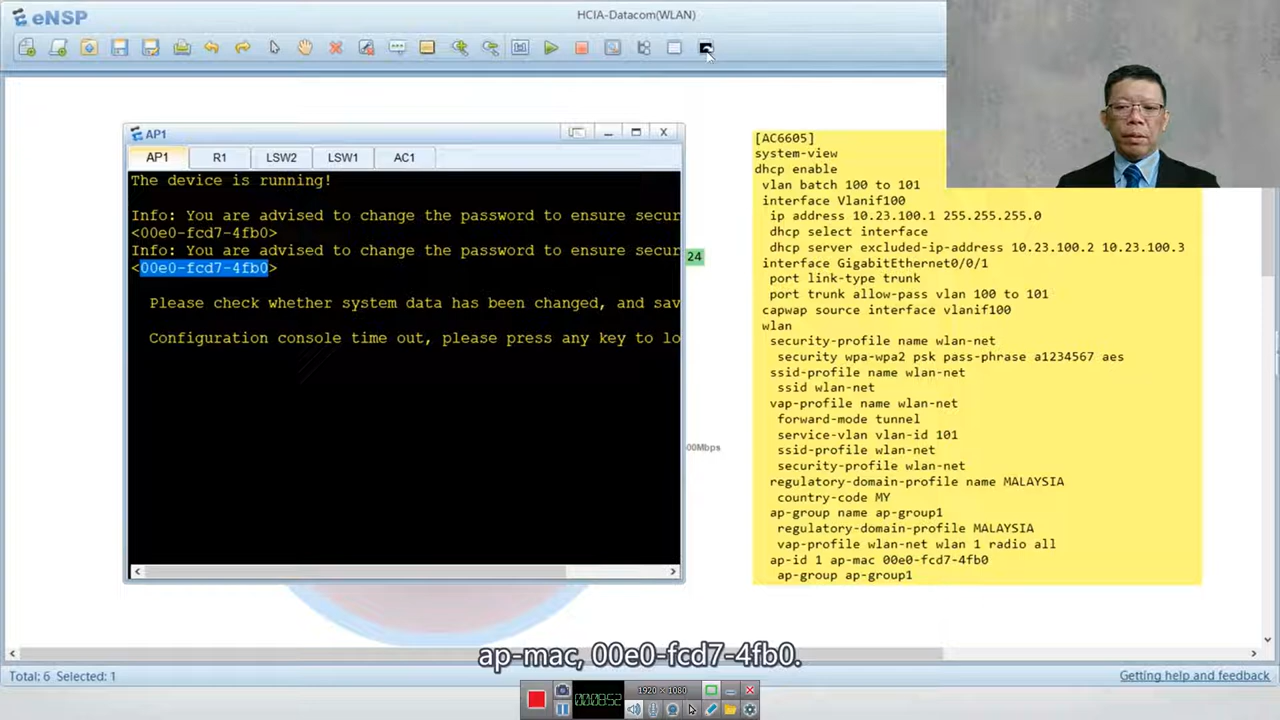 eNSP
HCIA-Datacom(WLAN)
AP1
AP1 R1 LSW2 LSW1 AC1
The device is running!
Info: You are advised to change the password to ensure secur
<00e0-fcd7-4fb0>
Info: You are advised to change the password to ensure secur
<00e0-fcd7-4fb0>
Please check whether system data has been changed, and sav
Configuration console time out, please press any key to lo
24
00Mbps
[AC6605]
system-view
dhcp enable
vlan batch 100 to 101
interface Vlanif100
ip address 10.23.100.1 255.255.255.0
dhcp select interface
dhcp server excluded-ip-address 10.23.100.2 10.23.100.3
interface GigabitEthernet0/0/1
port link-type trunk
port trunk allow-pass vlan 100 to 101
capwap source interface vlanif100
wlan
security-profile name wlan-net
security wpa-wpa2 psk pass-phrase a1234567 aes
ssid-profile name wlan-net
ssid wlan-net
vap-profile name wlan-net
forward-mode tunnel
service-vlan vlan-id 101
ssid-profile wlan-net
security-profile wlan-net
regulatory-domain-profile name MALAYSIA
country-code MY
ap-group name ap-group1
regulatory-domain-profile MALAYSIA
vap-profile wlan-net wlan 1 radio all
ap-id 1 ap-mac 00e0-fcd7-4fb0
ap-group ap-group1
ap-mac, 00e0-fcd7-4fb0.
Total: 6 Selected: 1
Getting help and feedback
1920 × 1080